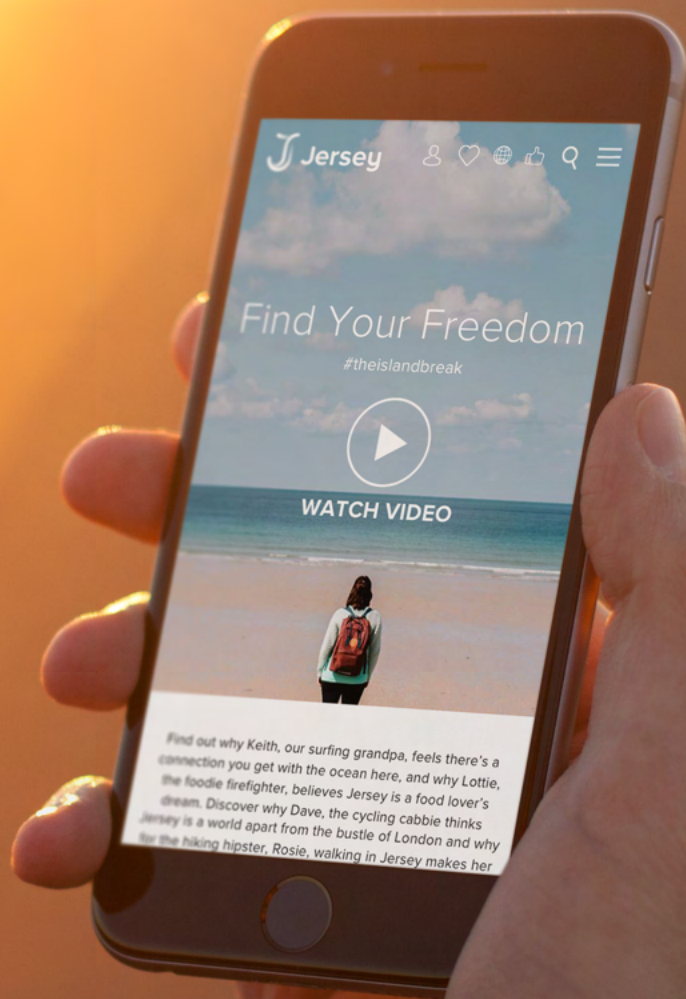 Jersey
Find Your Freedom
#theislandbreak
WATCH VIDEO
Find out why Keith, our surfing grandpa, feels there's a
connection you get with the ocean here, and why Lottie,
the foodie firefighter, believes Jersey is a food lover's
dream. Discover why Dave, the cycling cabbie thinks
Jersey is a world apart from the bustle of London and why
for the hiking hipster, Rosie, walking in Jersey makes her